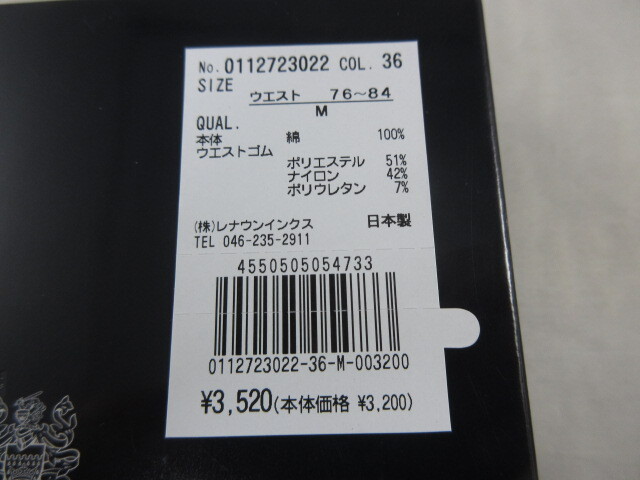 No. 0112723022 COL. 36
SIZE
ウエスト 76~84
M
QUAL.
本体 綿 100%
ウエストゴム
ポリエステル 51%
ナイロン 42%
ポリウレタン 7%
(株)レナウンインクス 日本製
TEL 046-235-2911
4550505054733
0112723022-36-M-003200
¥3,520(本体価格 ¥3,200)